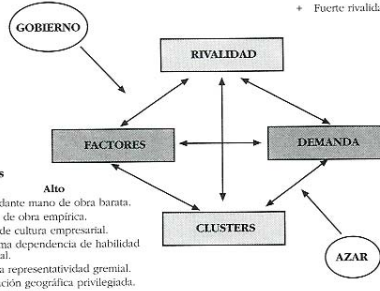 + Fuerte rivalida
GOBIERNO
RIVALIDAD
FACTORES
DEMANDA
CLUSTERS
AZAR
s
Alto
dante mano de obra barata.
de obra empírica.
de cultura empresarial.
ma dependencia de habilidad
al.
a representatividad gremial.
ación geográfica privilegiada.